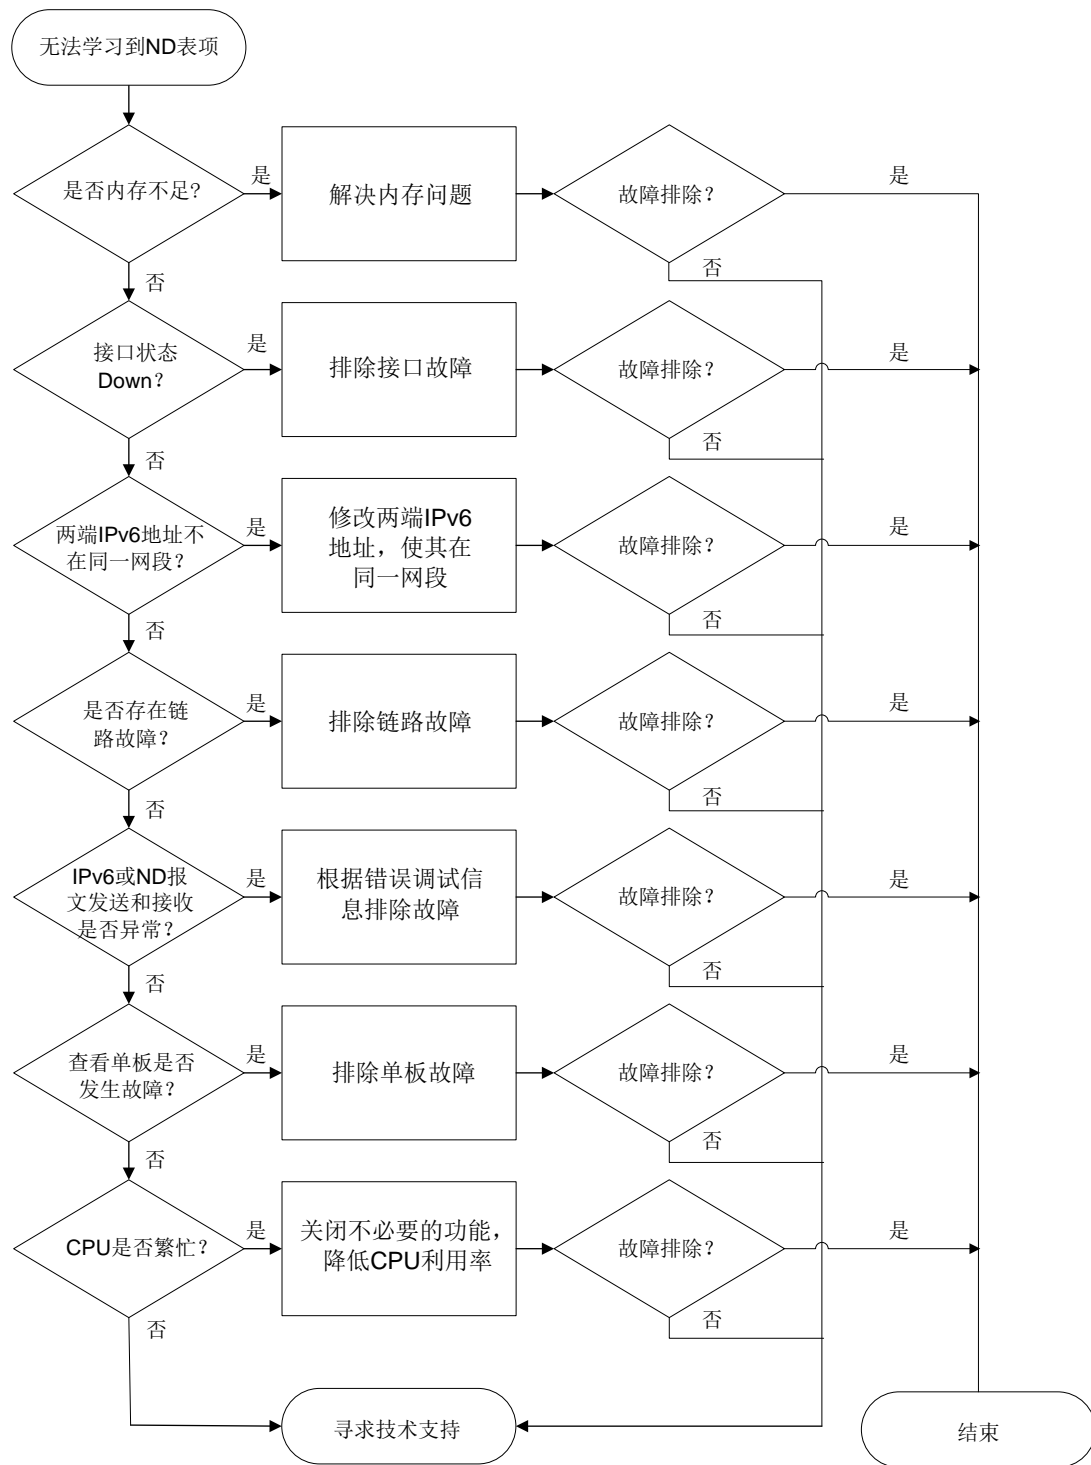 无法学习到ND表项
是否内存不足?
是
解决内存问题
故障排除?
是
否
否
接口状态
Down?
是
排除接口故障
故障排除?
是
否
否
两端IPv6地址不
在同一网段?
是
修改两端IPv6
地址，使其在
同一网段
故障排除?
是
否
否
是否存在链
路故障?
是
排除链路故障
故障排除?
是
否
否
IPv6或ND报
文发送和接收
是否异常?
是
根据错误调试信
息排除故障
故障排除?
是
否
否
查看单板是否
发生故障?
是
排除单板故障
故障排除?
是
否
否
CPU是否繁忙?
是
关闭不必要的功能，
降低CPU利用率
故障排除?
是
否
否
寻求技术支持
结束